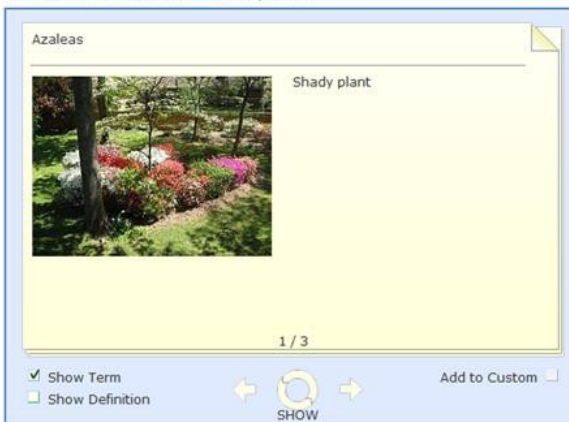 Azaleas
Shady plant
1 / 3
Show Term
Show Definition
SHOW
Add to Custom